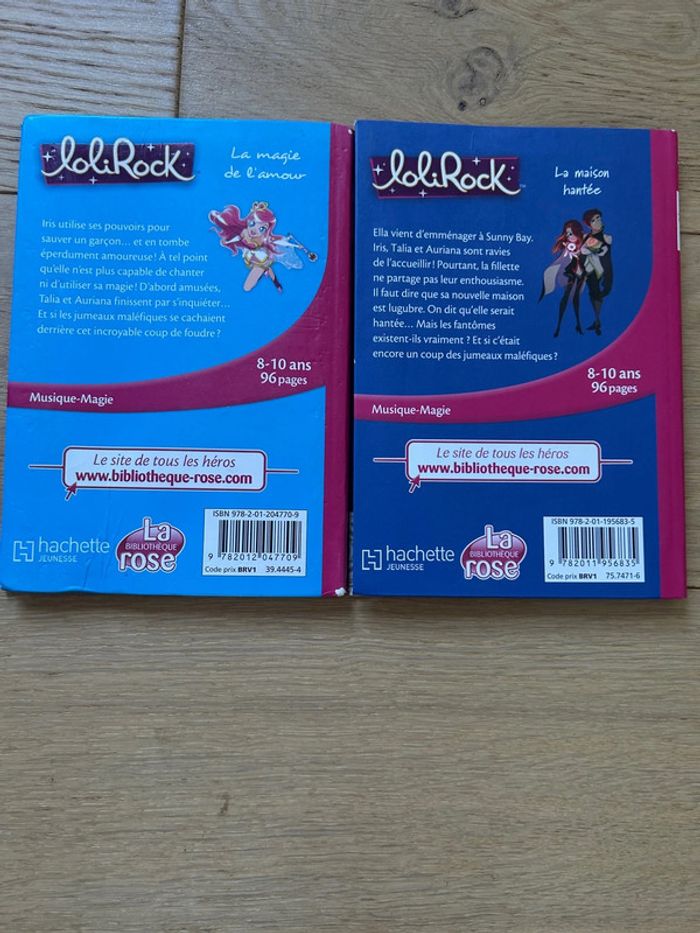 LoliRock
La magie
de l'amour
Iris utilise ses pouvoirs pour
sauver un garçon... et en tombe
éperdument amoureuse ! À tel point
qu'elle n'est plus capable de chanter
ni d'utiliser sa magie ! D'abord amusées,
Talia et Auriana finissent par s'inquiéter...
Et si les jumeaux maléfiques se cachaient
derrière cet incroyable coup de foudre ?
8-10 ans
96 pages
Musique-Magie
Le site de tous les héros
www.bibliotheque-rose.com
hachette
JEUNESSE
La
BIBLIOTHÈQUE
rose
ISBN 978-2-01-204770-9
9 782012 047709
Code prix BRV1 39.4445-4
LoliRock
TM
La maison
hantée
Ella vient d'emménager à Sunny Bay.
Iris, Talia et Auriana sont ravies
de l'accueillir ! Pourtant, la fillette
ne partage pas leur enthousiasme.
Il faut dire que sa nouvelle maison
est lugubre. On dit qu'elle serait
hantée... Mais les fantômes
existent-ils vraiment ? Et si c'était
encore un coup des jumeaux maléfiques ?
8-10 ans
96 pages
Musique-Magie
Le site de tous les héros
www.bibliotheque-rose.com
hachette
JEUNESSE
La
BIBLIOTHÈQUE
rose
ISBN 978-2-01-195683-5
9 782011 956835
Code prix BRV1 75.7471-6